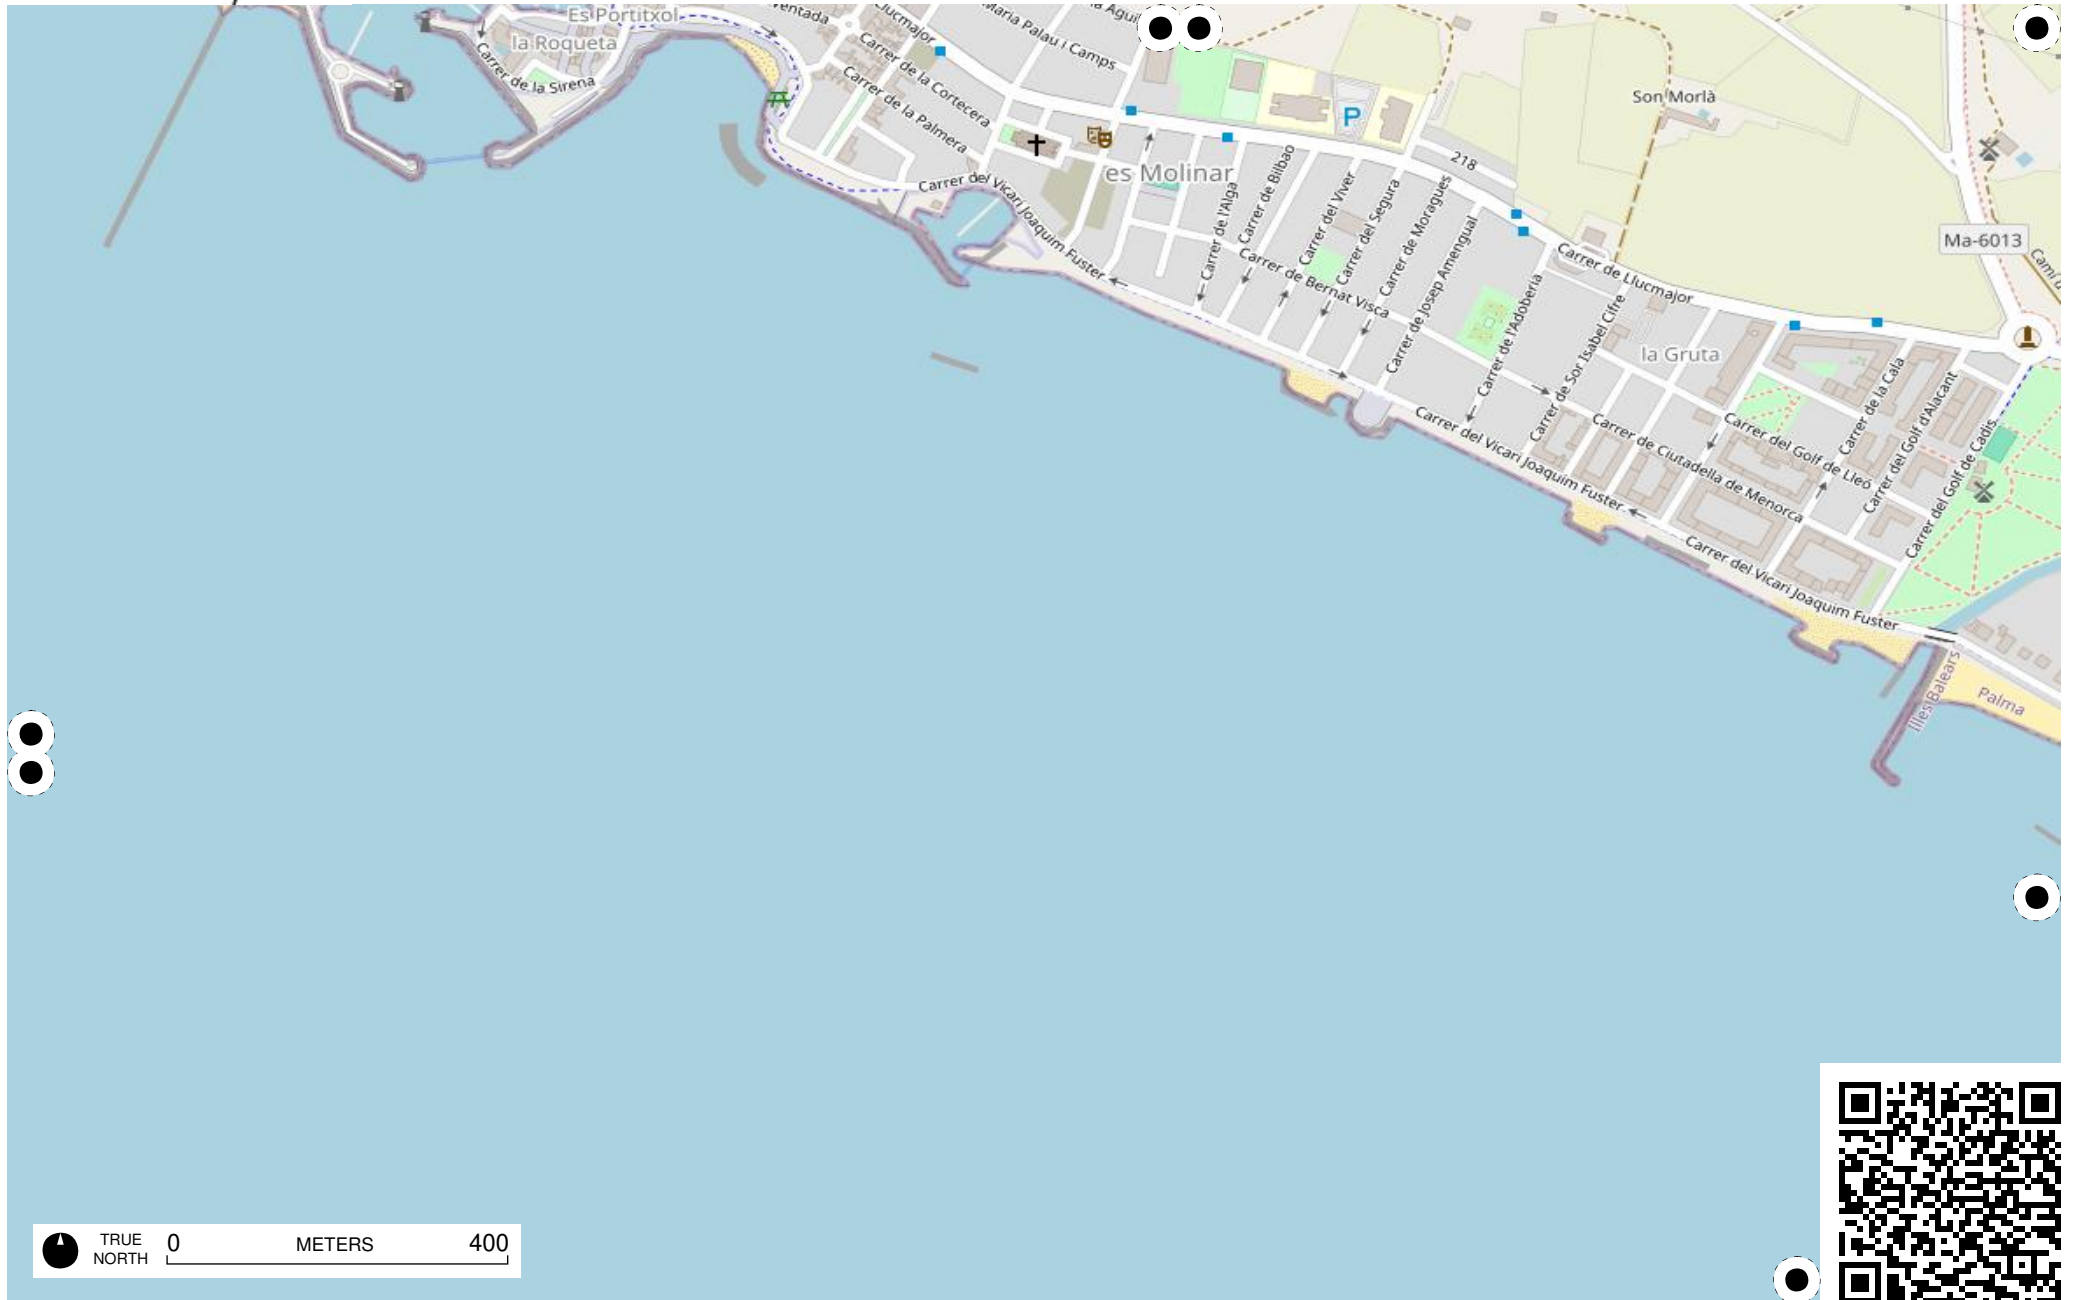 Es Portitxol
la Roqueta
Carrer de la Sirena
Llucmajor
Maria Palau i Camps
Carrer de la Cortecera
Carrer de la Palmera
es Molinar
Carrer del Vicari Joaquim Fuster
Carrer de l'Alga
Carrer de Bilbao
Carrer del Viver
Carrer del Segura
Carrer de Moragues
Carrer de Josep Amengual
Carrer de Bernat Visca
P
218
Son Morlà
Ma-6013
Carrer de Llucmajor
Carrer de l'Adoberia
Carrer de Sor Isabel Cifre
la Gruta
Carrer de la Cala
Carrer del Golf d'Alacant
Carrer del Golf de Cadis
Carrer del Golf de Lleó
Carrer de Ciutadella de Menorca
Carrer del Vicari Joaquim Fuster
Carrer del Vicari Joaquim Fuster
Illes Balears
Palma
TRUE
NORTH
0 METERS 400